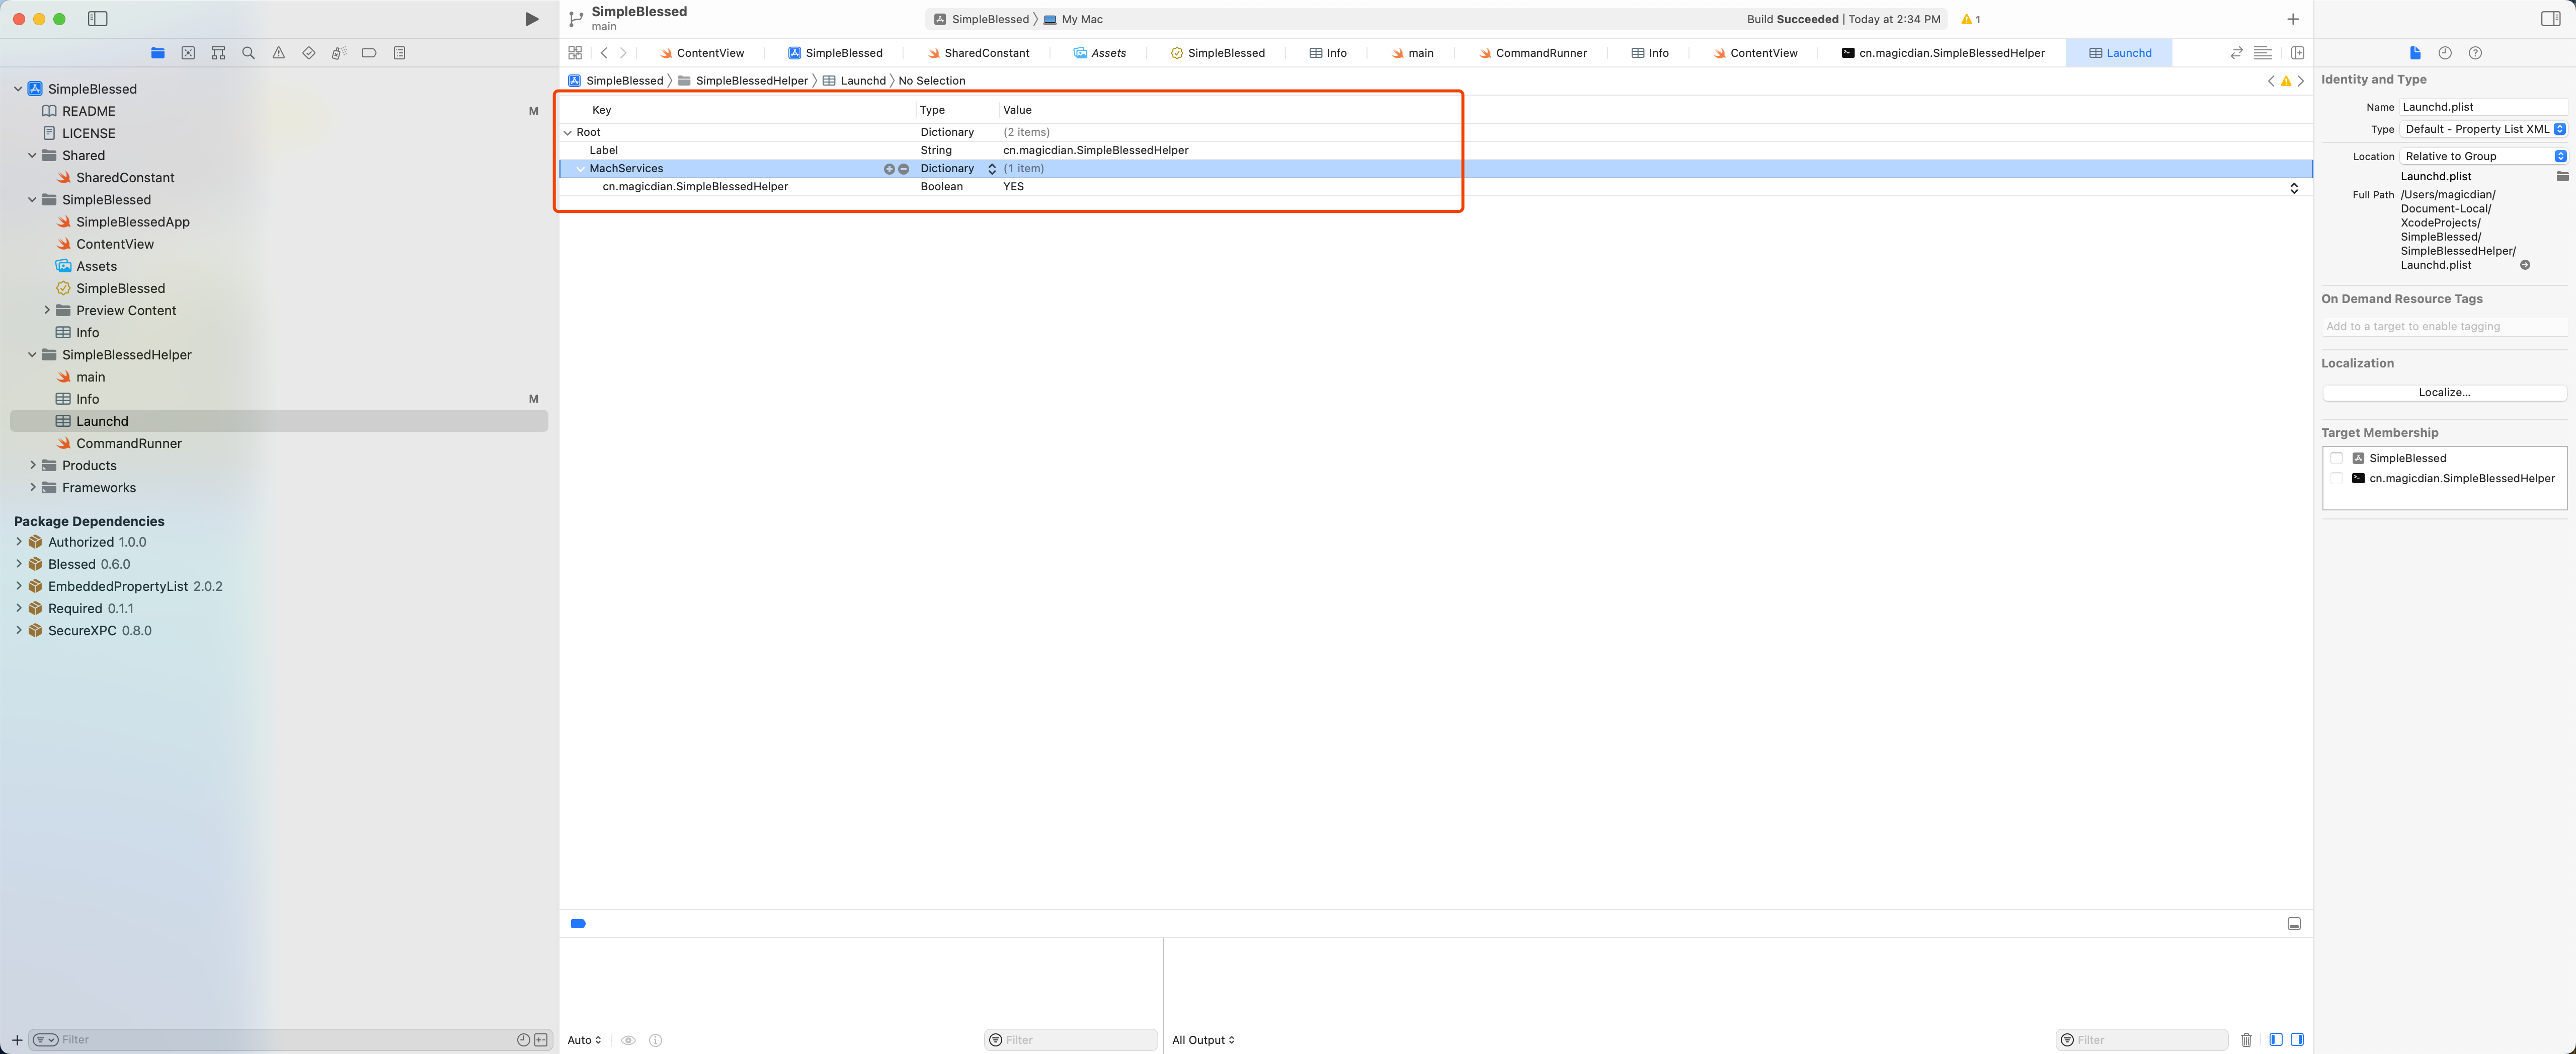 SimpleBlessed
main
SimpleBlessed 〉 My Mac
Build Succeeded | Today at 2:34 PM
1
ContentView
SimpleBlessed
SharedConstant
Assets
SimpleBlessed
Info
main
CommandRunner
Info
ContentView
cn.magicdian.SimpleBlessedHelper
Launchd
SimpleBlessed 〉 SimpleBlessedHelper 〉 Launchd 〉 No Selection
SimpleBlessed
README M
LICENSE
Shared
SharedConstant
SimpleBlessed
SimpleBlessedApp
ContentView
Assets
SimpleBlessed
Preview Content
Info
SimpleBlessedHelper
main
Info M
Launchd
CommandRunner
Products
Frameworks
Package Dependencies
Authorized 1.0.0
Blessed 0.6.0
EmbeddedPropertyList 2.0.2
Required 0.1.1
SecureXPC 0.8.0
Filter
Key Type Value
Root Dictionary (2 items)
Label String cn.magicdian.SimpleBlessedHelper
MachServices Dictionary (1 item)
cn.magicdian.SimpleBlessedHelper Boolean YES
Auto
Filter
All Output
Filter
Identity and Type
Name Launchd.plist
Type Default - Property List XML
Location Relative to Group
Launchd.plist
Full Path /Users/magicdian/
Document-Local/
XcodeProjects/
SimpleBlessed/
SimpleBlessedHelper/
Launchd.plist
On Demand Resource Tags
Add to a target to enable tagging
Localization
Localize...
Target Membership
SimpleBlessed
cn.magicdian.SimpleBlessedHelper